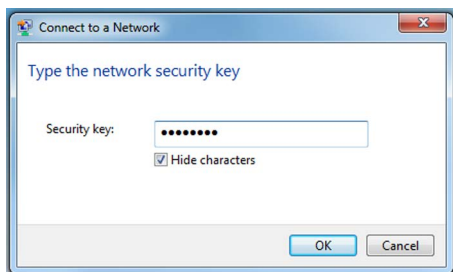 Connect to a Network
Type the network security key
Security key:
••••••••
Hide characters
OK Cancel